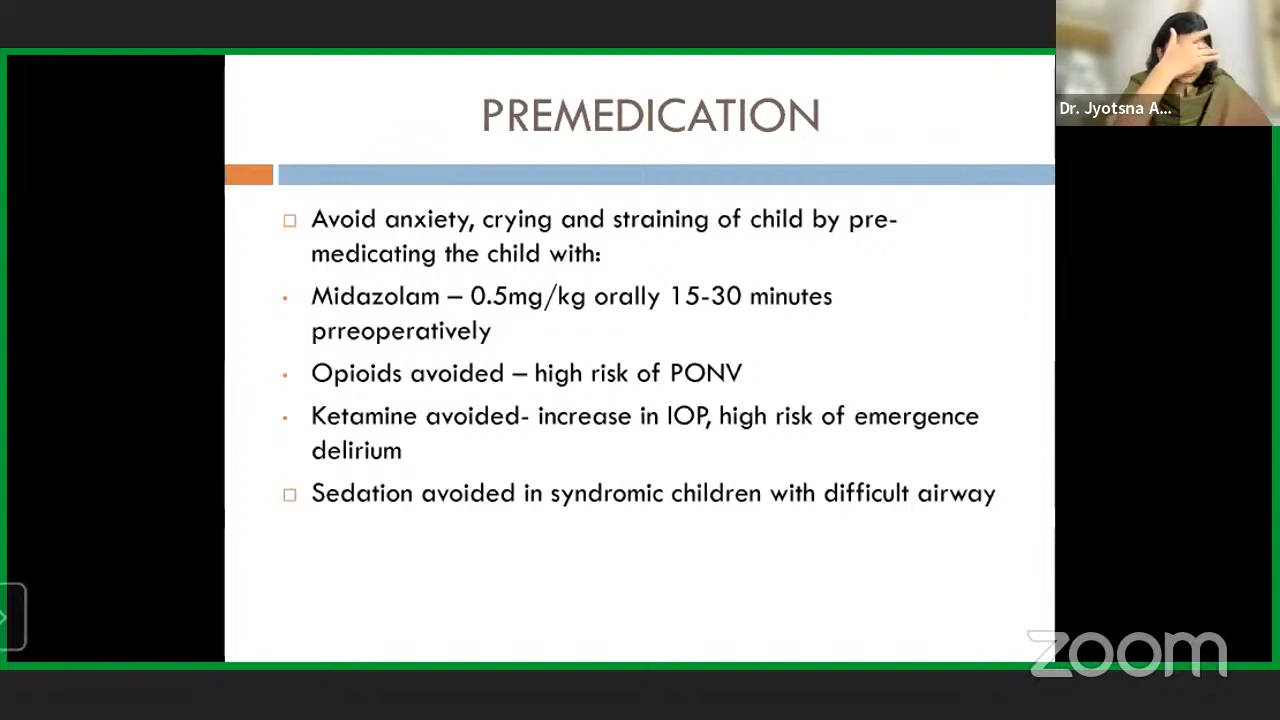 PREMEDICATION
Dr. Jyotsna A...
Avoid anxiety, crying and straining of child by pre-
medicating the child with:
Midazolam – 0.5mg/kg orally 15-30 minutes
prreoperatively
Opioids avoided – high risk of PONV
Ketamine avoided- increase in IOP, high risk of emergence
delirium
Sedation avoided in syndromic children with difficult airway
zoom